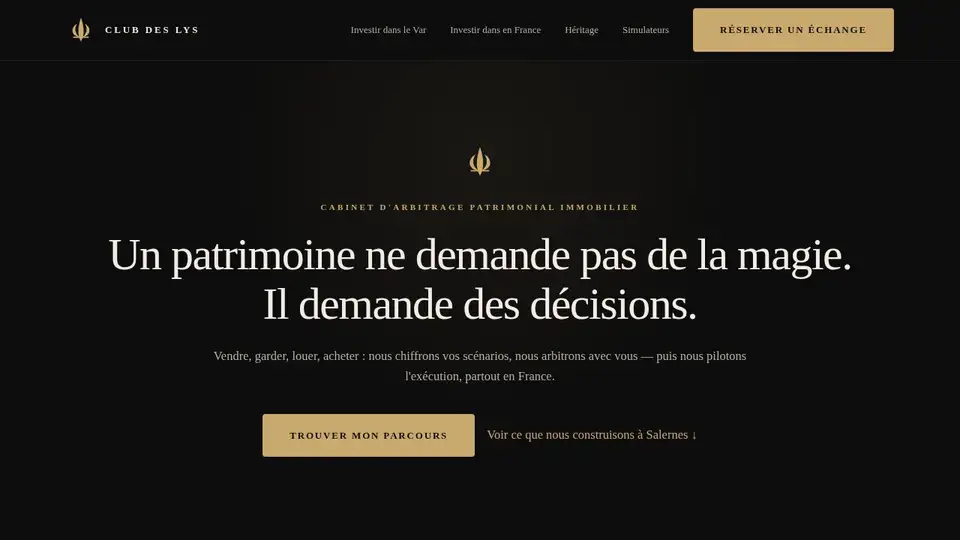 CLUB DES LYS
Investir dans le Var
Investir dans en France
Héritage
Simulateurs
RÉSERVER UN ÉCHANGE
CABINET D'ARBITRAGE PATRIMONIAL IMMOBILIER
Un patrimoine ne demande pas de la magie.
Il demande des décisions.
Vendre, garder, louer, acheter : nous chiffrons vos scénarios, nous arbitrons avec vous — puis nous pilotons
l'exécution, partout en France.
TROUVER MON PARCOURS
Voir ce que nous construisons à Salernes ↓